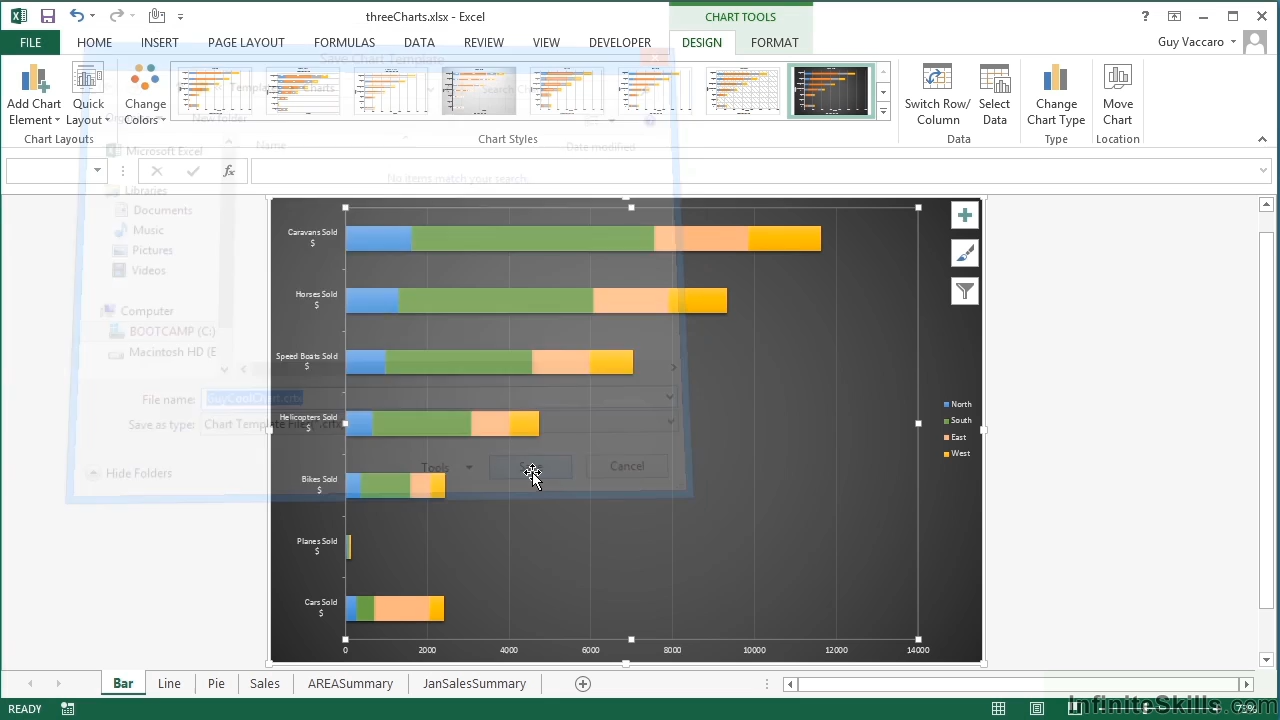 threeCharts.xlsx - Excel
CHART TOOLS
FILE HOME INSERT PAGE LAYOUT FORMULAS DATA REVIEW VIEW DEVELOPER DESIGN FORMAT
Guy Vaccaro
Add Chart Element
Quick Layout
Change Colors
Switch Row/ Column
Select Data
Change Chart Type
Move Chart
Chart Layouts
Chart Styles
Data
Type
Location
Save Chart Template
New folder
Name
Date modified
No items match your search.
Microsoft Excel
Libraries
Documents
Music
Pictures
Videos
Computer
BOOTCAMP (C:)
Macintosh HD (E
File name:
Save as type: Chart Template Files
Hide Folders
Tools
Cancel
Caravans Sold
$
Horses Sold
$
Speed Boats Sold
$
Helicopters Sold
$
Bikes Sold
$
Planes Sold
$
Cars Sold
$
0 2000 4000 6000 8000 10000 12000 14000
North
South
East
West
Bar Line Pie Sales AREASummary JanSalesSummary
READY
InfiniteSkills.com